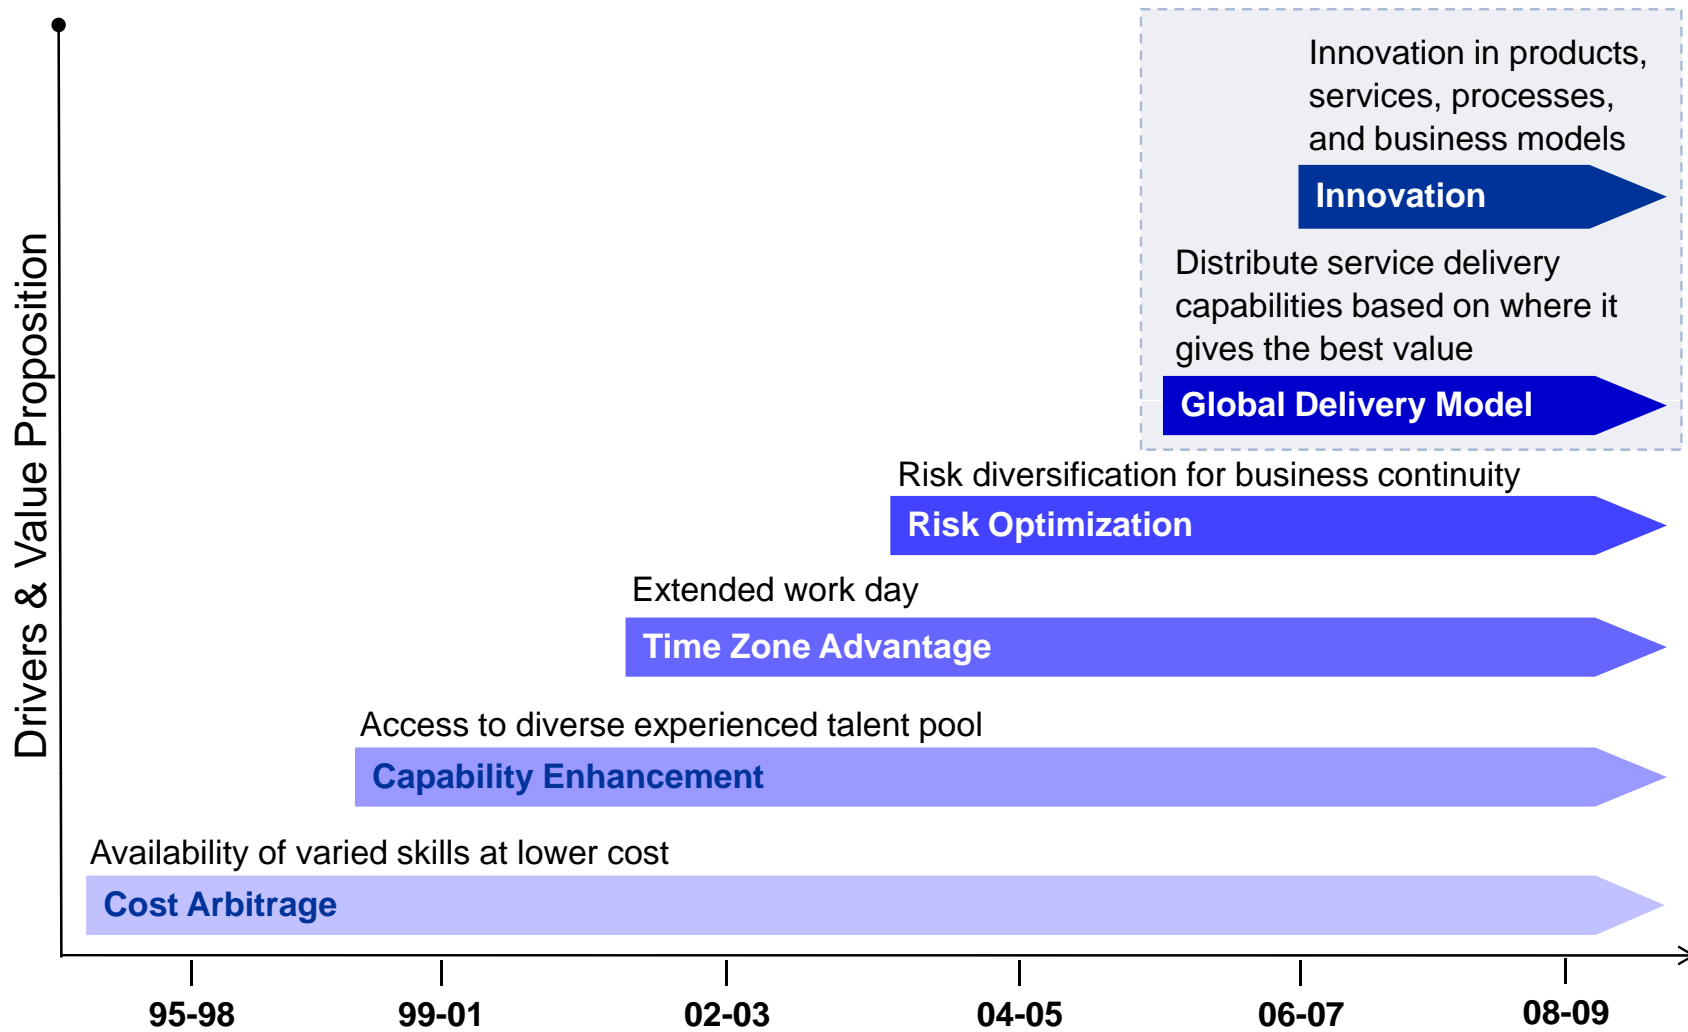 Drivers & Value Proposition
Innovation in products,
services, processes,
and business models
Innovation
Distribute service delivery
capabilities based on where it
gives the best value
Global Delivery Model
Risk diversification for business continuity
Risk Optimization
Extended work day
Time Zone Advantage
Access to diverse experienced talent pool
Capability Enhancement
Availability of varied skills at lower cost
Cost Arbitrage
95-98 99-01 02-03 04-05 06-07 08-09